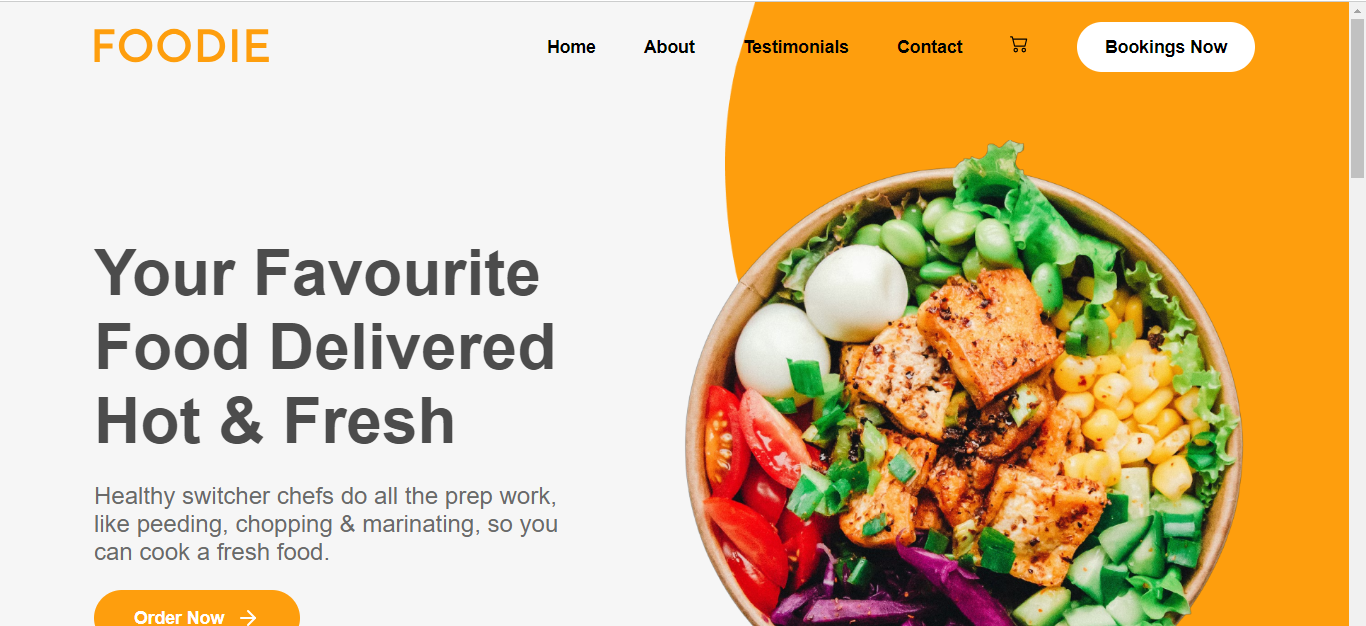 FOODIE
Home About Testimonials Contact Bookings Now
Your Favourite
Food Delivered
Hot & Fresh
Healthy switcher chefs do all the prep work,
like peeding, chopping & marinating, so you
can cook a fresh food.
Order Now